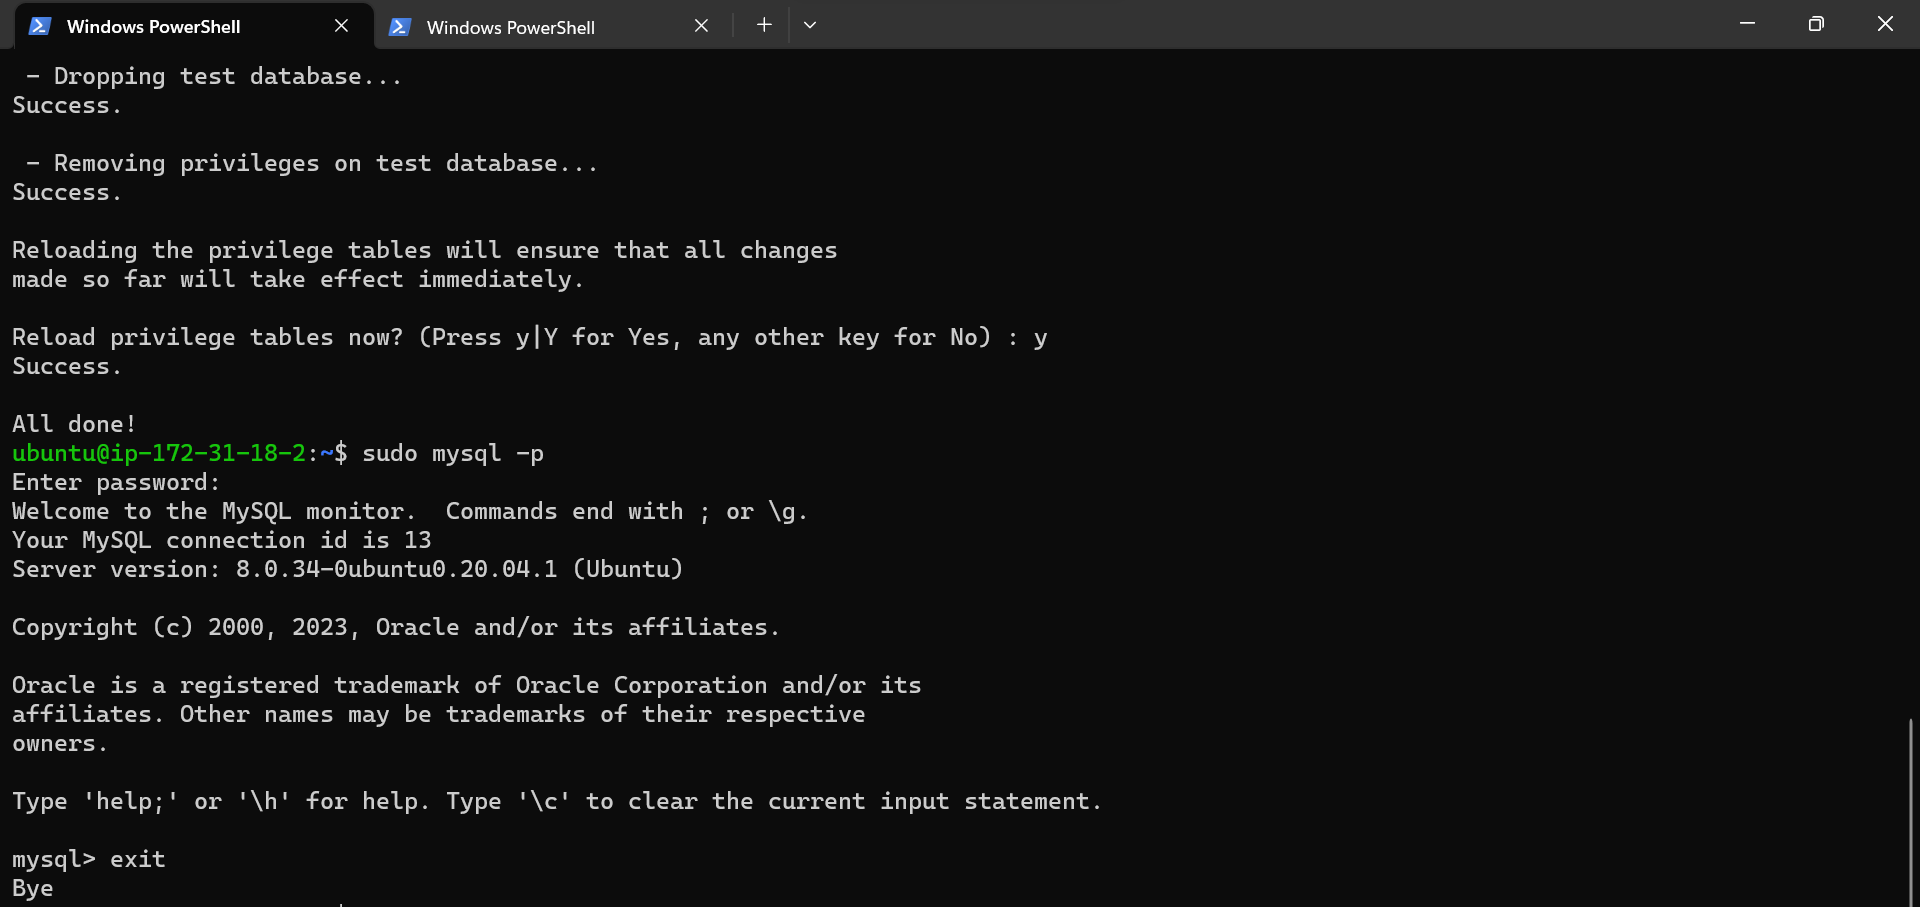 Windows PowerShell
Windows PowerShell
- Dropping test database...
Success.
- Removing privileges on test database...
Success.
Reloading the privilege tables will ensure that all changes
made so far will take effect immediately.
Reload privilege tables now? (Press y|Y for Yes, any other key for No) : y
Success.
All done!
ubuntu@ip-172-31-18-2:~$ sudo mysql -p
Enter password:
Welcome to the MySQL monitor.  Commands end with ; or \g.
Your MySQL connection id is 13
Server version: 8.0.34-0ubuntu0.20.04.1 (Ubuntu)
Copyright (c) 2000, 2023, Oracle and/or its affiliates.
Oracle is a registered trademark of Oracle Corporation and/or its
affiliates. Other names may be trademarks of their respective
owners.
Type 'help;' or '\h' for help. Type '\c' to clear the current input statement.
mysql> exit
Bye